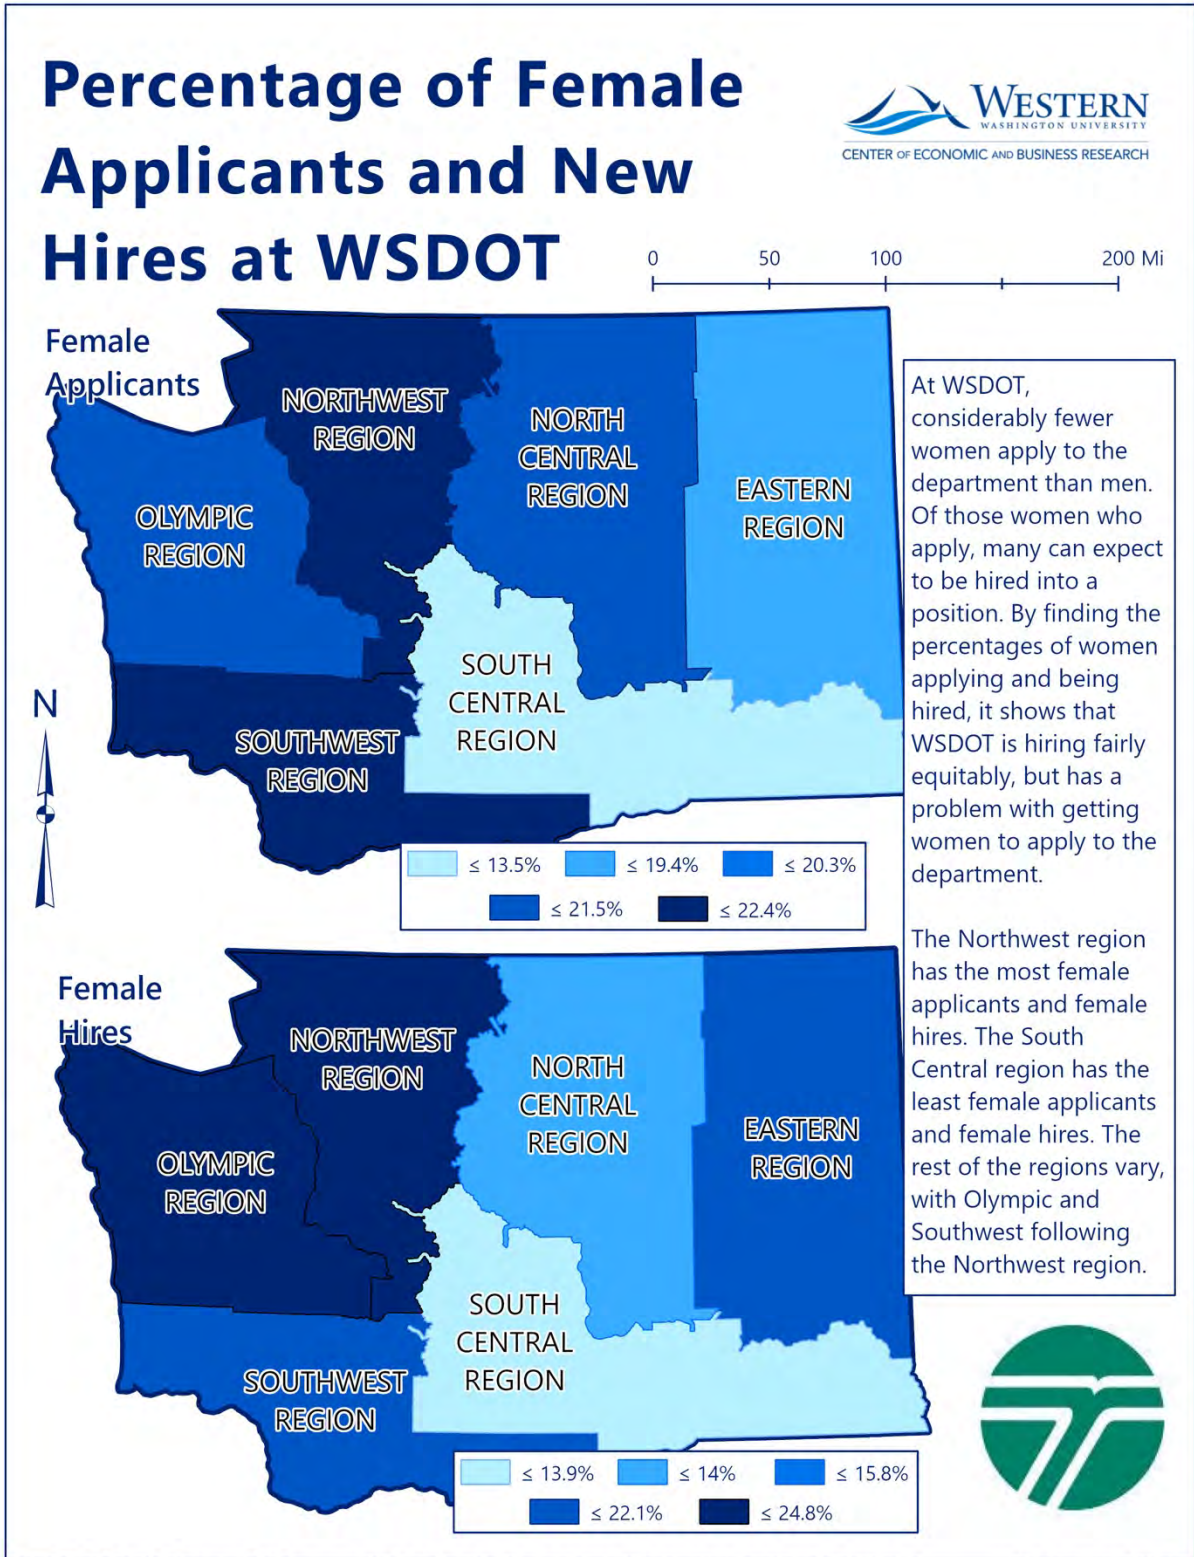 Percentage of Female
Applicants and New
Hires at WSDOT
WESTERN
WASHINGTON UNIVERSITY
CENTER OF ECONOMIC AND BUSINESS RESEARCH
0 50 100 200 Mi
Female
Applicants
NORTHWEST
REGION
NORTH
CENTRAL
REGION
EASTERN
REGION
OLYMPIC
REGION
SOUTH
CENTRAL
REGION
SOUTHWEST
REGION
N
≤ 13.5% ≤ 19.4% ≤ 20.3%
≤ 21.5% ≤ 22.4%
At WSDOT,
considerably fewer
women apply to the
department than men.
Of those women who
apply, many can expect
to be hired into a
position. By finding the
percentages of women
applying and being
hired, it shows that
WSDOT is hiring fairly
equitably, but has a
problem with getting
women to apply to the
department.
The Northwest region
has the most female
applicants and female
hires. The South
Central region has the
least female applicants
and female hires. The
rest of the regions vary,
with Olympic and
Southwest following
the Northwest region.
Female
Hires
NORTHWEST
REGION
NORTH
CENTRAL
REGION
EASTERN
REGION
OLYMPIC
REGION
SOUTH
CENTRAL
REGION
SOUTHWEST
REGION
≤ 13.9% ≤ 14% ≤ 15.8%
≤ 22.1% ≤ 24.8%